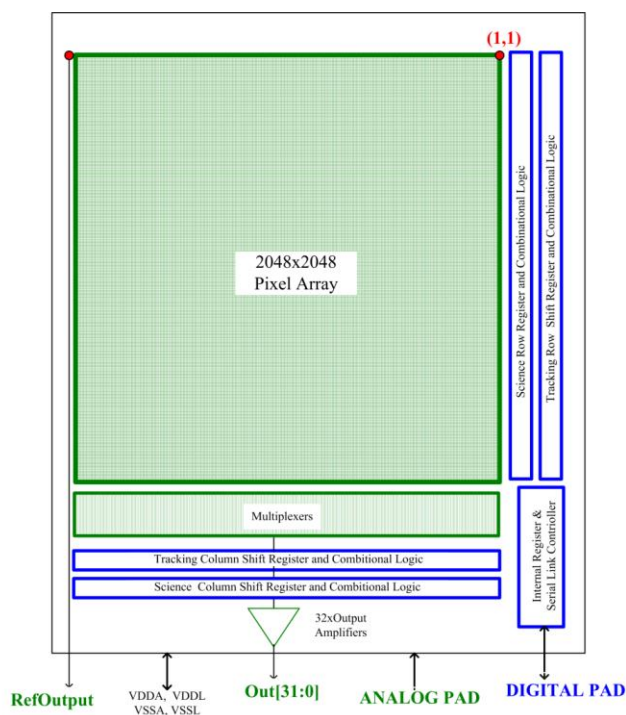 (1,1)
2048x2048
Pixel Array
Science Row Register and Combinational Logic
Tracking Row Shift Register and Combinational Logic
Multiplexers
Tracking Column Shift Register and Combitional Logic
Science Column Shift Register and Combitional Logic
Internal Register &
Serial Link Controller
32xOutput
Amplifiers
RefOutput
VDDA, VDDL
VSSA, VSSL
Out[31:0]
ANALOG PAD
DIGITAL PAD